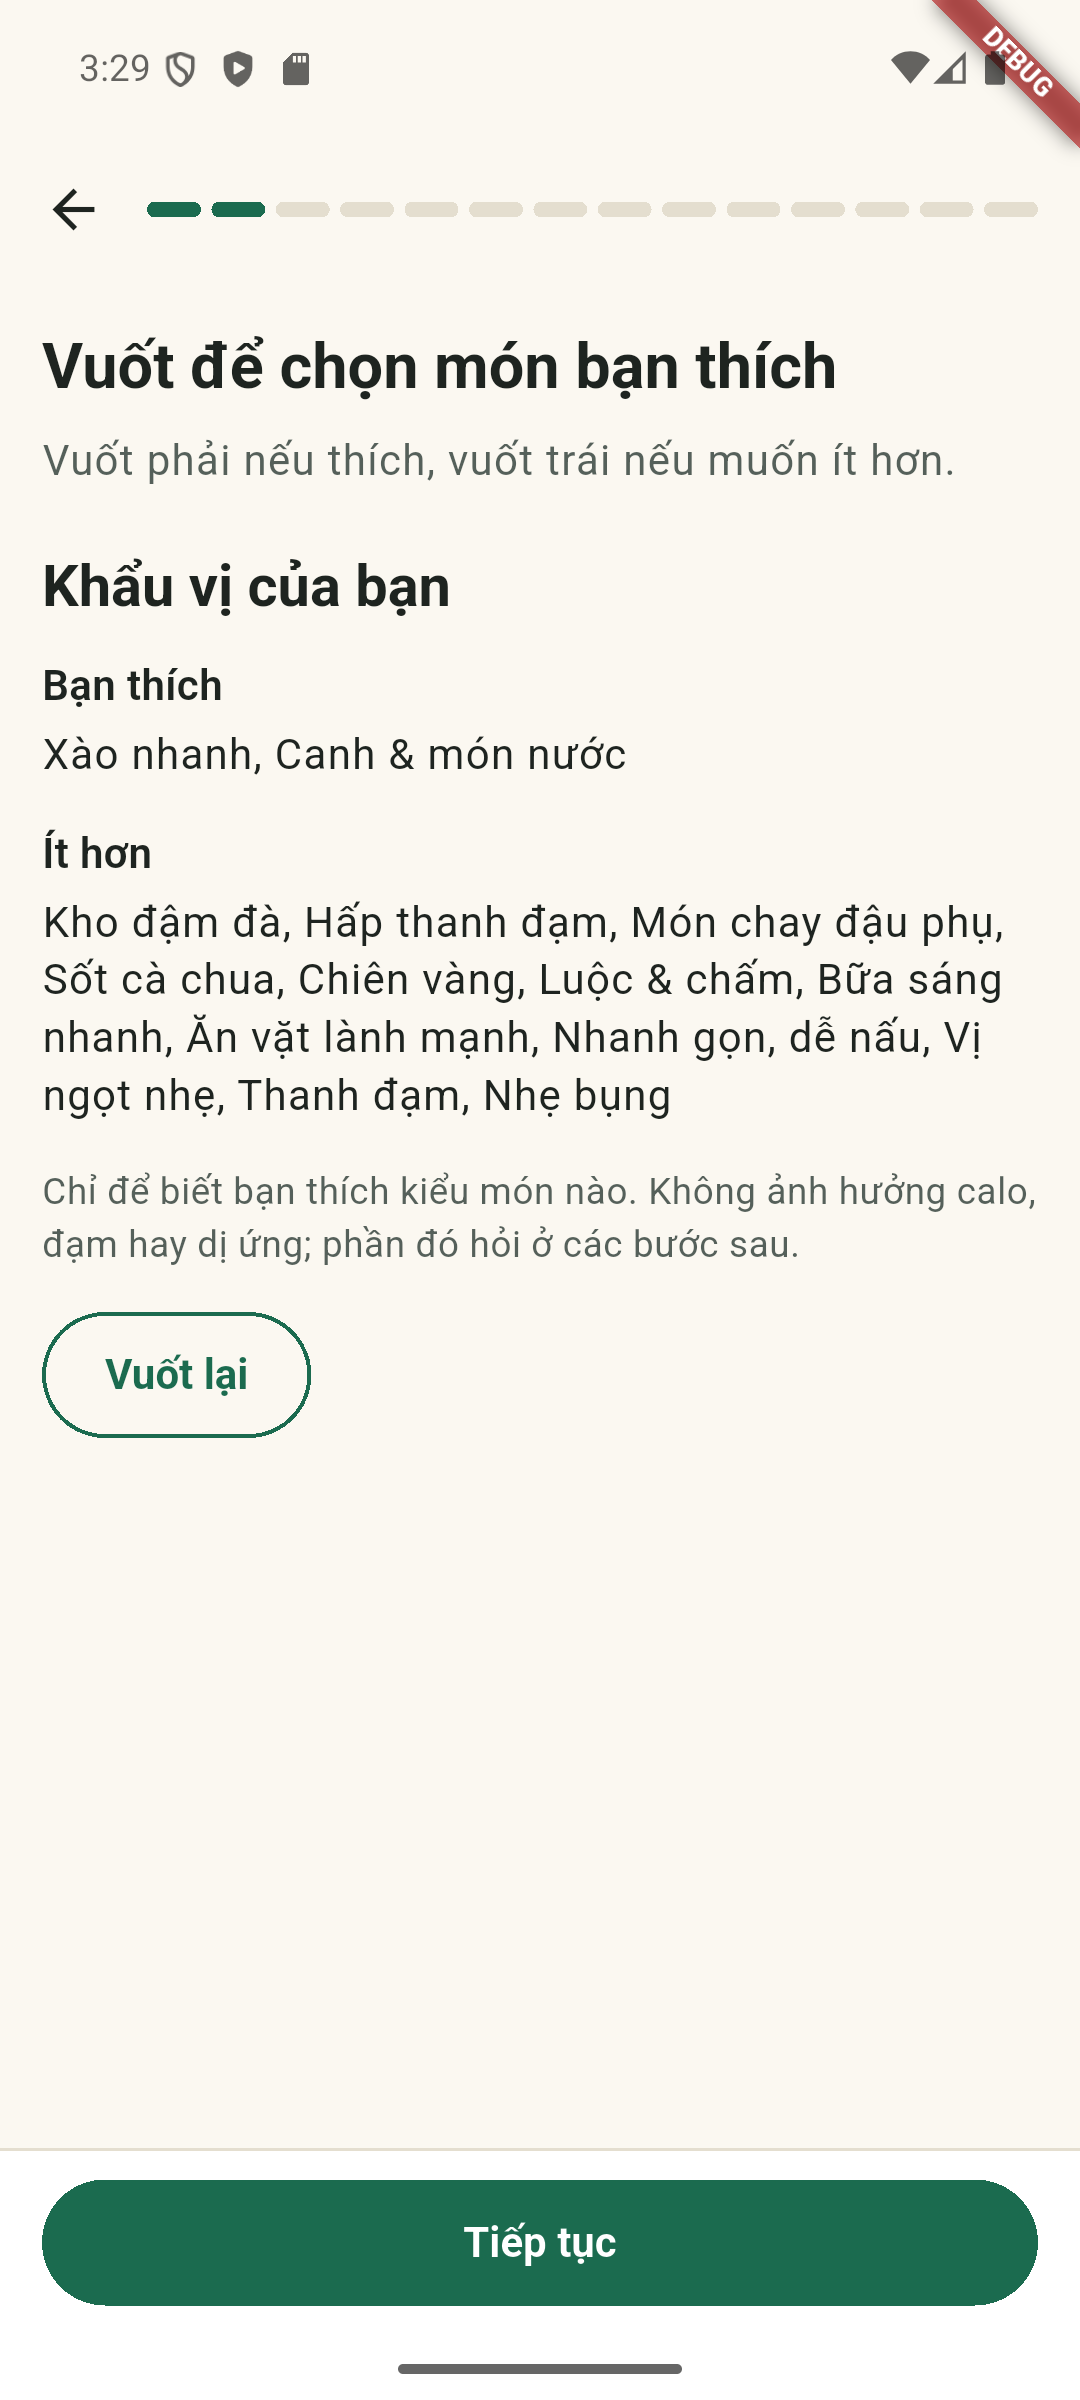 3:29
DEBUG
Vuốt để chọn món bạn thích
Vuốt phải nếu thích, vuốt trái nếu muốn ít hơn.
Khẩu vị của bạn
Bạn thích
Xào nhanh, Canh & món nước
Ít hơn
Kho đậm đà, Hấp thanh đạm, Món chay đậu phụ,
Sốt cà chua, Chiên vàng, Luộc & chấm, Bữa sáng
nhanh, Ăn vặt lành mạnh, Nhanh gọn, dễ nấu, Vị
ngọt nhẹ, Thanh đạm, Nhẹ bụng
Chỉ để biết bạn thích kiểu món nào. Không ảnh hưởng calo,
đạm hay dị ứng; phần đó hỏi ở các bước sau.
Vuốt lại
Tiếp tục